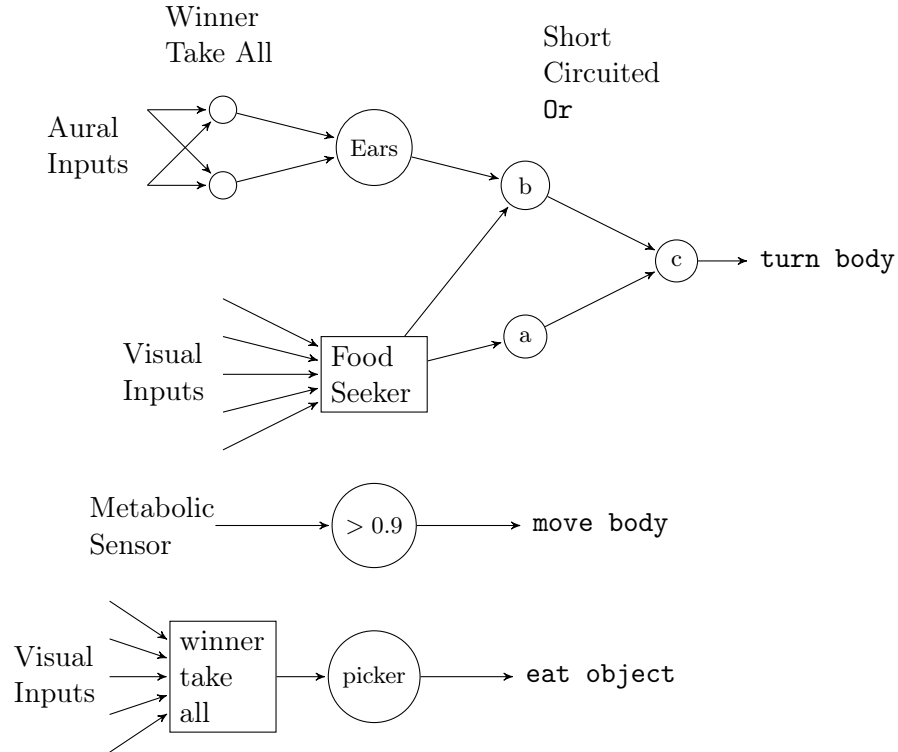 Winner
Take All
Short
Circuited
Or
Aural
Inputs
Ears
b
c
turn body
a
Visual
Inputs
Food
Seeker
Metabolic
Sensor
> 0.9
move body
Visual
Inputs
winner
take
all
picker
eat object